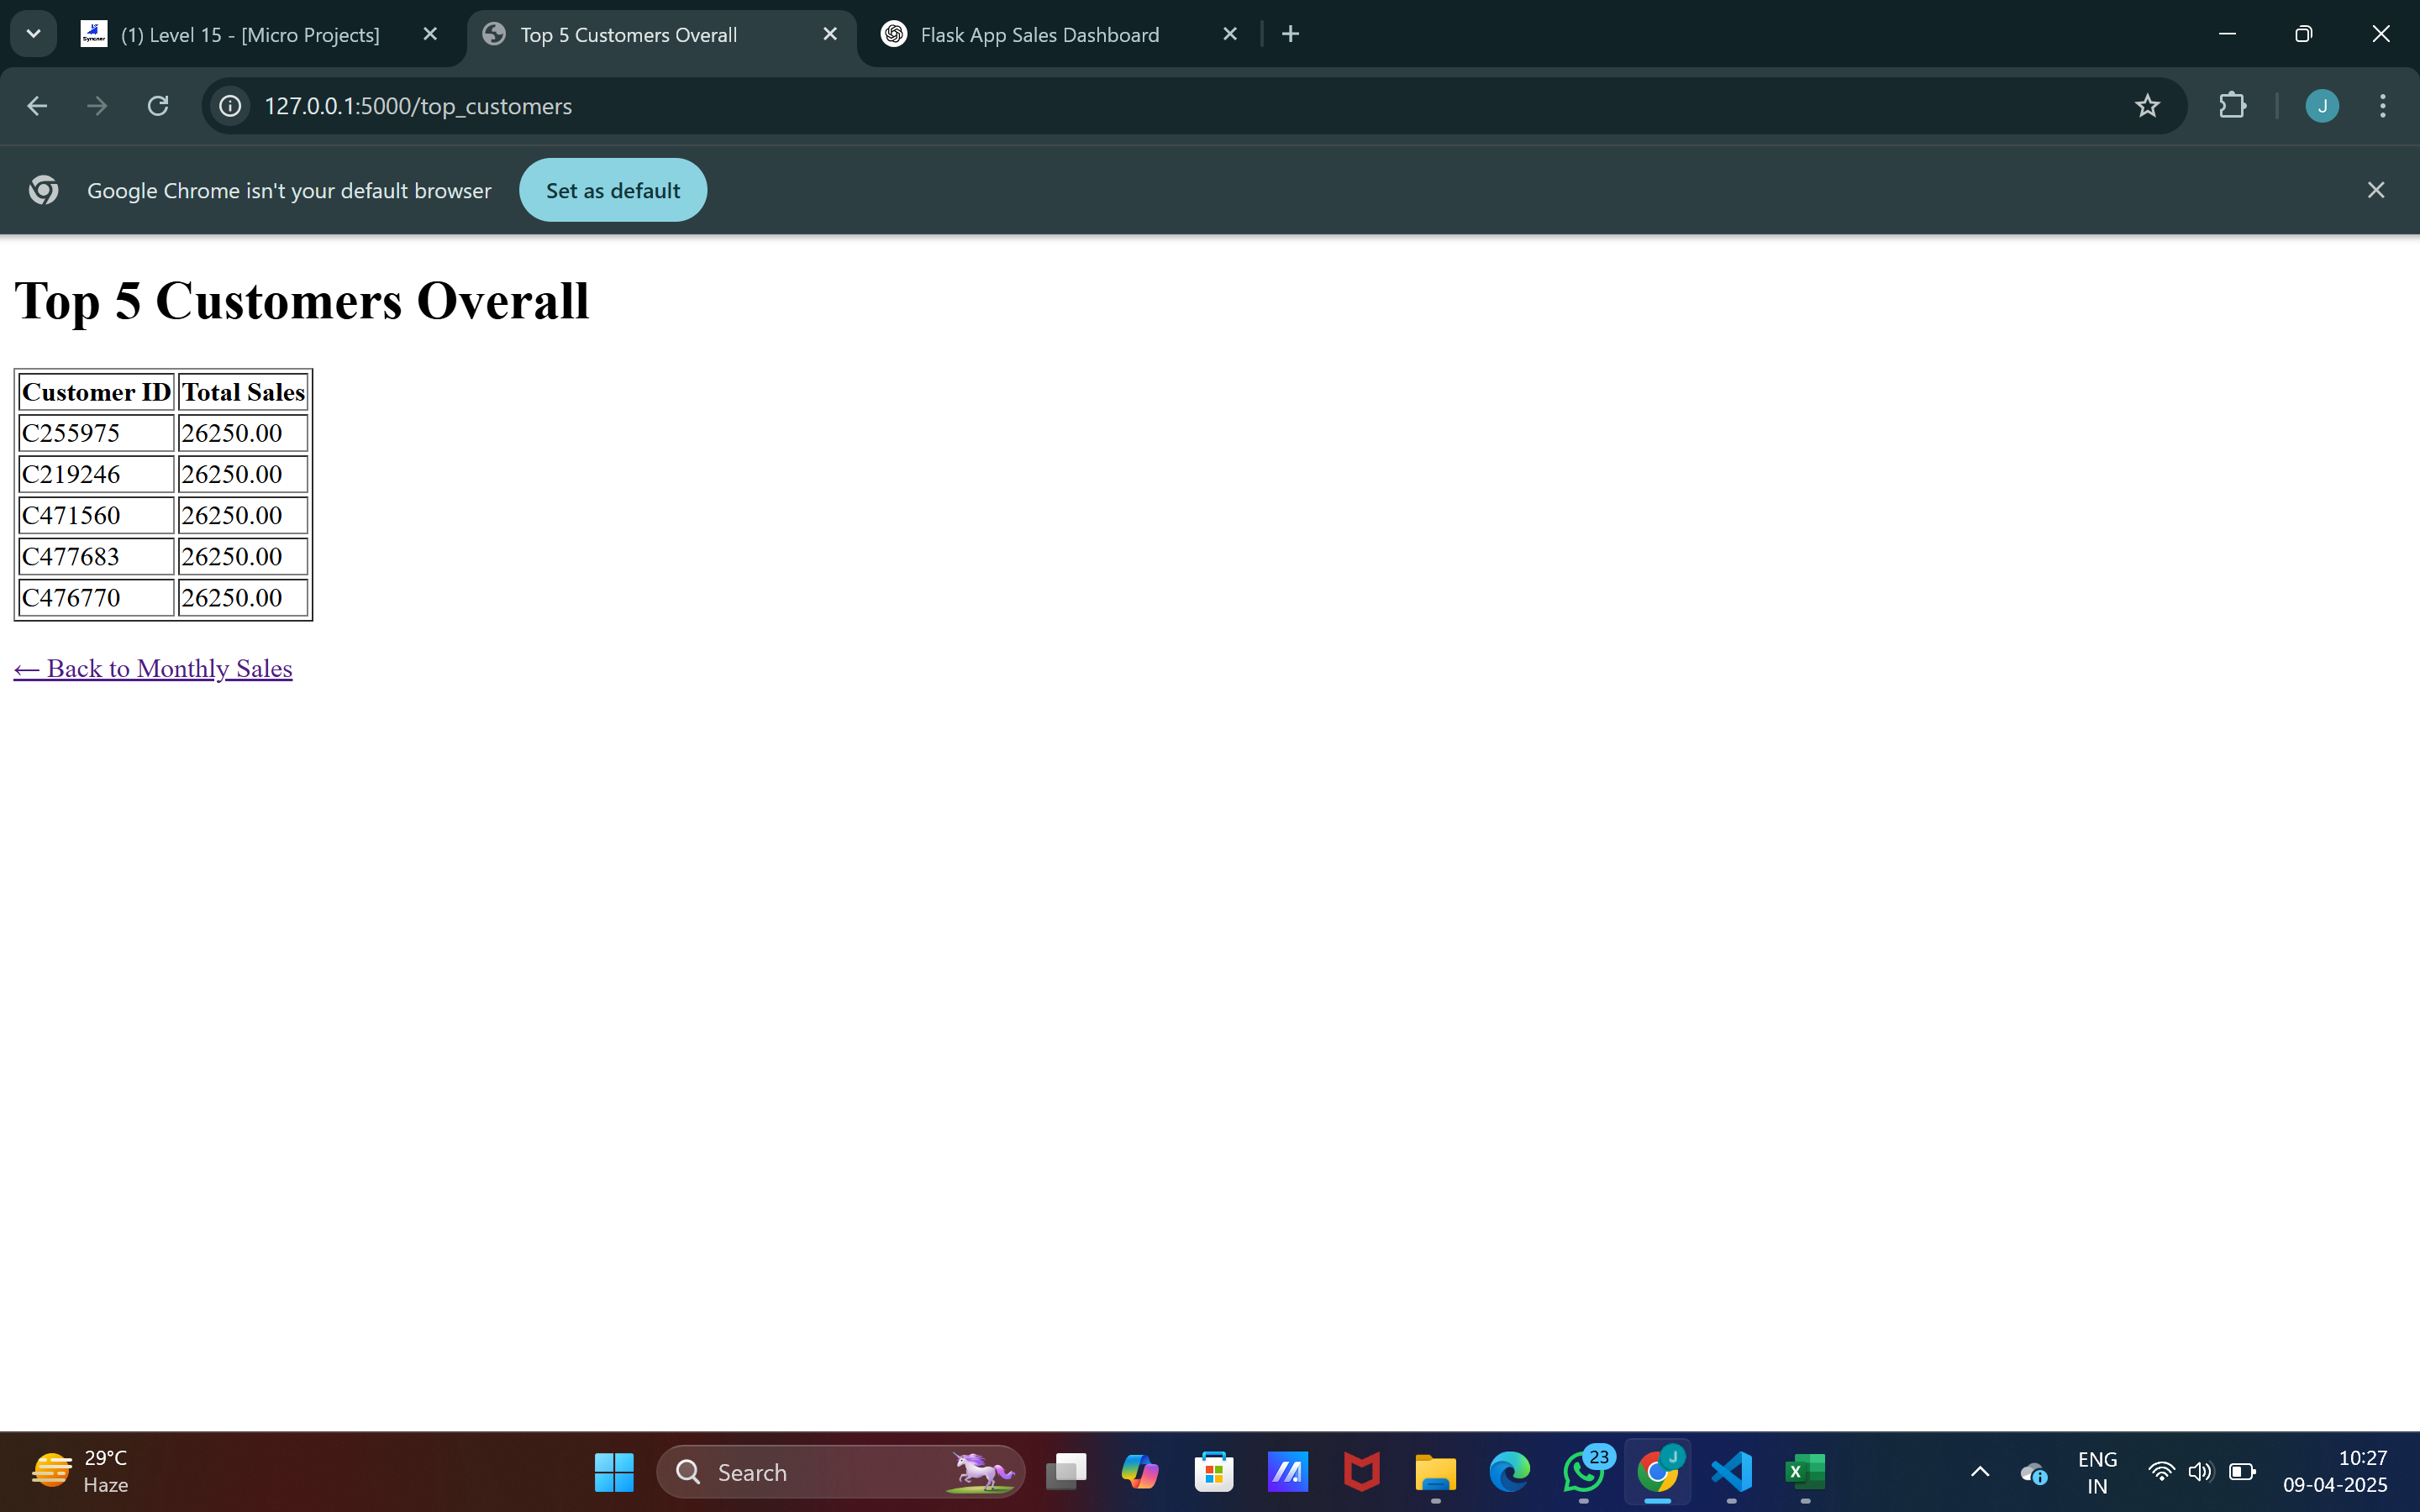 (1) Level 15 - [Micro Projects]
Top 5 Customers Overall
Flask App Sales Dashboard
127.0.0.1:5000/top_customers
J
Google Chrome isn't your default browser
Set as default
Top 5 Customers Overall
Customer ID Total Sales
C255975 26250.00
C219246 26250.00
C471560 26250.00
C477683 26250.00
C476770 26250.00
← Back to Monthly Sales
29°C
Haze
Search
23
J
ENG
IN
10:27
09-04-2025